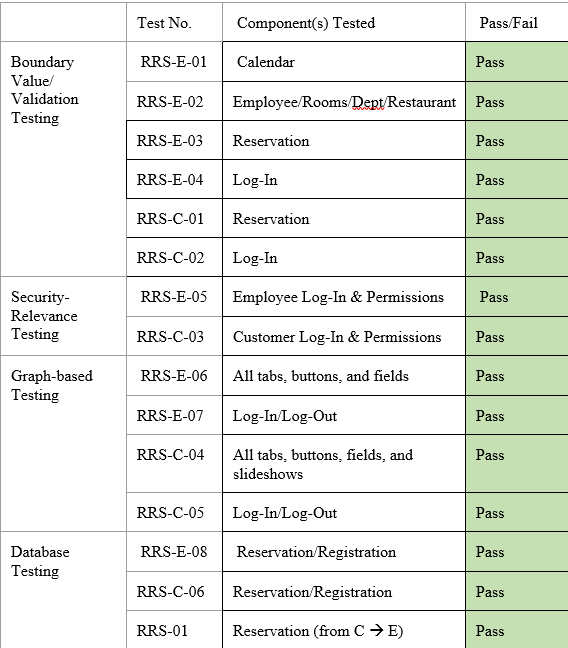 Test No. Component(s) Tested Pass/Fail
Boundary Value/ Validation Testing RRS-E-01 Calendar Pass
RRS-E-02 Employee/Rooms/Dept/Restaurant Pass
RRS-E-03 Reservation Pass
RRS-E-04 Log-In Pass
RRS-C-01 Reservation Pass
RRS-C-02 Log-In Pass
Security- Relevance Testing RRS-E-05 Employee Log-In & Permissions Pass
RRS-C-03 Customer Log-In & Permissions Pass
Graph-based Testing RRS-E-06 All tabs, buttons, and fields Pass
RRS-E-07 Log-In/Log-Out Pass
RRS-C-04 All tabs, buttons, fields, and slideshows Pass
RRS-C-05 Log-In/Log-Out Pass
Database Testing RRS-E-08 Reservation/Registration Pass
RRS-C-06 Reservation/Registration Pass
RRS-01 Reservation (from C → E) Pass